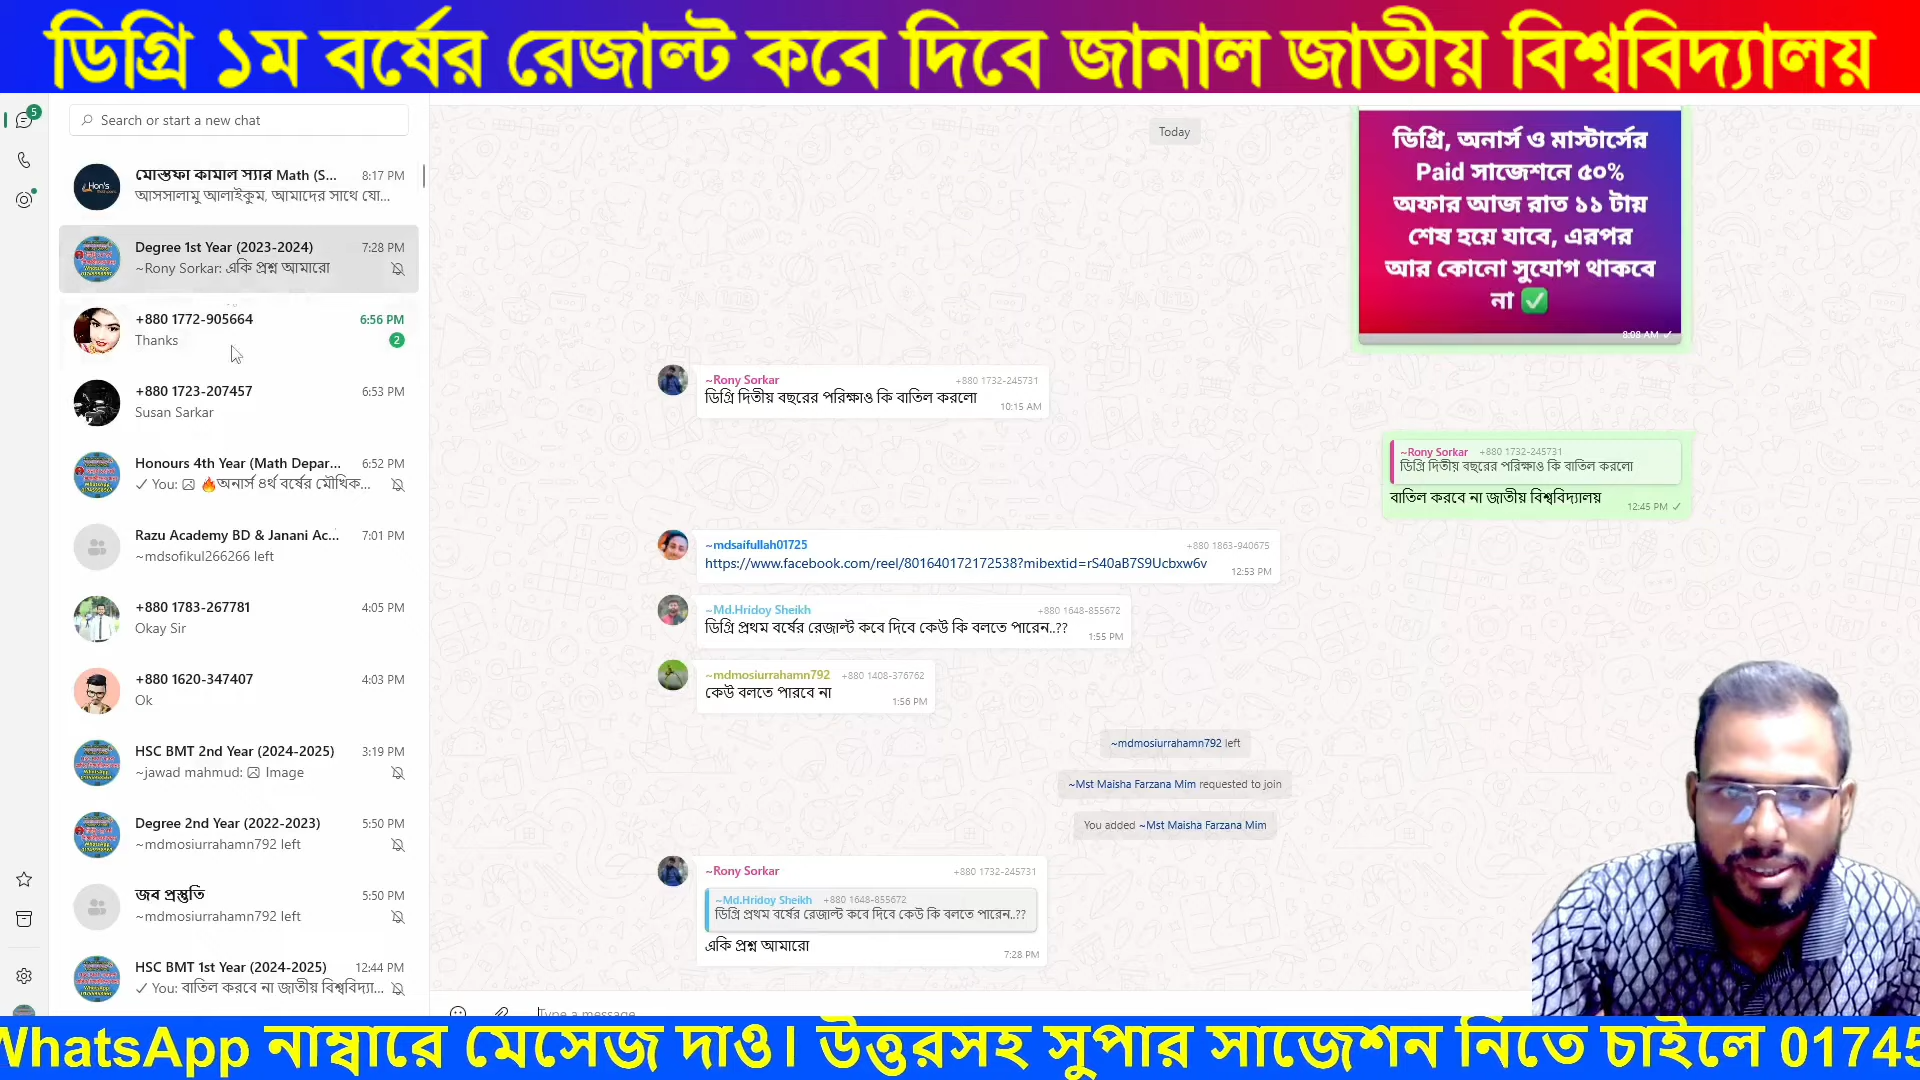 ডিগ্রি ১ম বর্ষের রেজাল্ট কবে দিবে জানাল জাতীয় বিশ্ববিদ্যালয়
5
Search or start a new chat
মোস্তফা কামাল স্যার Math (S... 8:17 PM
আসসালামু আলাইকুম, আমাদের সাথে যো...
Degree 1st Year (2023-2024) 7:28 PM
~Rony Sorkar: একি প্রশ্ন আমারো
+880 1772-905664 6:56 PM
Thanks 2
+880 1723-207457 6:53 PM
Susan Sarkar
Honours 4th Year (Math Depar... 6:52 PM
✓ You: 🔥অনার্স ৪র্থ বর্ষের মৌখিক...
Razu Academy BD & Janani Ac... 7:01 PM
~mdsofikul266266 left
+880 1783-267781 4:05 PM
Okay Sir
+880 1620-347407 4:03 PM
Ok
HSC BMT 2nd Year (2024-2025) 3:19 PM
~jawad mahmud: Image
Degree 2nd Year (2022-2023) 5:50 PM
~mdmosiurrahamn792 left
জব প্রস্তুতি 5:50 PM
~mdmosiurrahamn792 left
HSC BMT 1st Year (2024-2025) 12:44 PM
✓ You: বাতিল করবে না জাতীয় বিশ্ববিদ্যা...
Today
ডিগ্রি, অনার্স ও মাস্টার্সের
Paid সাজেশনে ৫০%
অফার আজ রাত ১১ টায়
শেষ হয়ে যাবে, এরপর
আর কোনো সুযোগ থাকবে
না ✅
8:08 AM ✓
~Rony Sorkar +880 1732-245731
ডিগ্রি দিতীয় বছরের পরিক্ষাও কি বাতিল করলো
10:15 AM
~Rony Sorkar +880 1732-245731
ডিগ্রি দিতীয় বছরের পরিক্ষাও কি বাতিল করলো
বাতিল করবে না জাতীয় বিশ্ববিদ্যালয়
12:45 PM ✓
~mdsaifullah01725 +880 1863-940675
https://www.facebook.com/reel/801640172172538?mibextid=rS40aB7S9Ucbxw6v
12:53 PM
~Md.Hridoy Sheikh +880 1648-855672
ডিগ্রি প্রথম বর্ষের রেজাল্ট কবে দিবে কেউ কি বলতে পারেন..??
1:55 PM
~mdmosiurrahamn792 +880 1408-376762
কেউ বলতে পারবে না
1:56 PM
~mdmosiurrahamn792 left
~Mst Maisha Farzana Mim requested to join
You added ~Mst Maisha Farzana Mim
~Rony Sorkar +880 1732-245731
~Md.Hridoy Sheikh +880 1648-855672
ডিগ্রি প্রথম বর্ষের রেজাল্ট কবে দিবে কেউ কি বলতে পারেন..??
একি প্রশ্ন আমারো
7:28 PM
Type a message
WhatsApp নাম্বারে মেসেজ দাও। উত্তরসহ সুপার সাজেশন নিতে চাইলে 01745